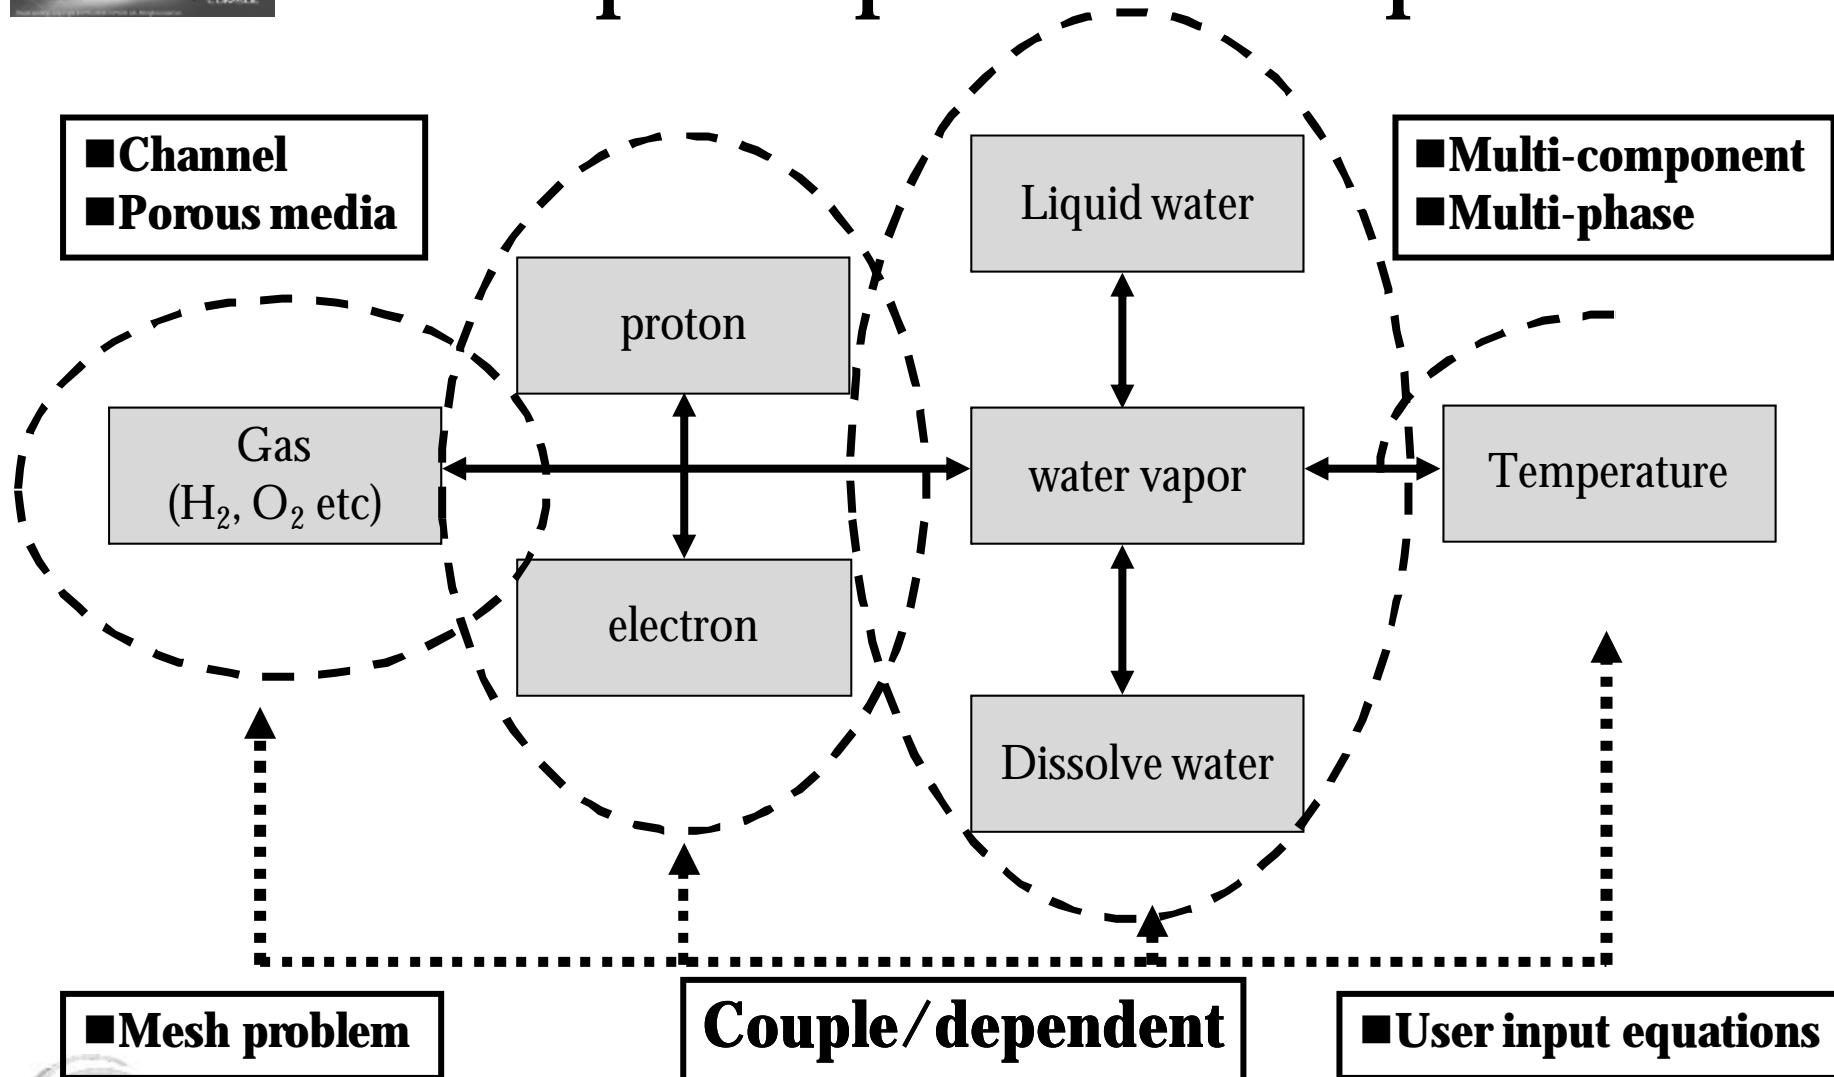 ■Channel
■Porous media
■Multi-component
■Multi-phase
Liquid water
proton
Gas
(H₂, O₂ etc)
water vapor
Temperature
electron
Dissolve water
■Mesh problem
Couple/dependent
■User input equations